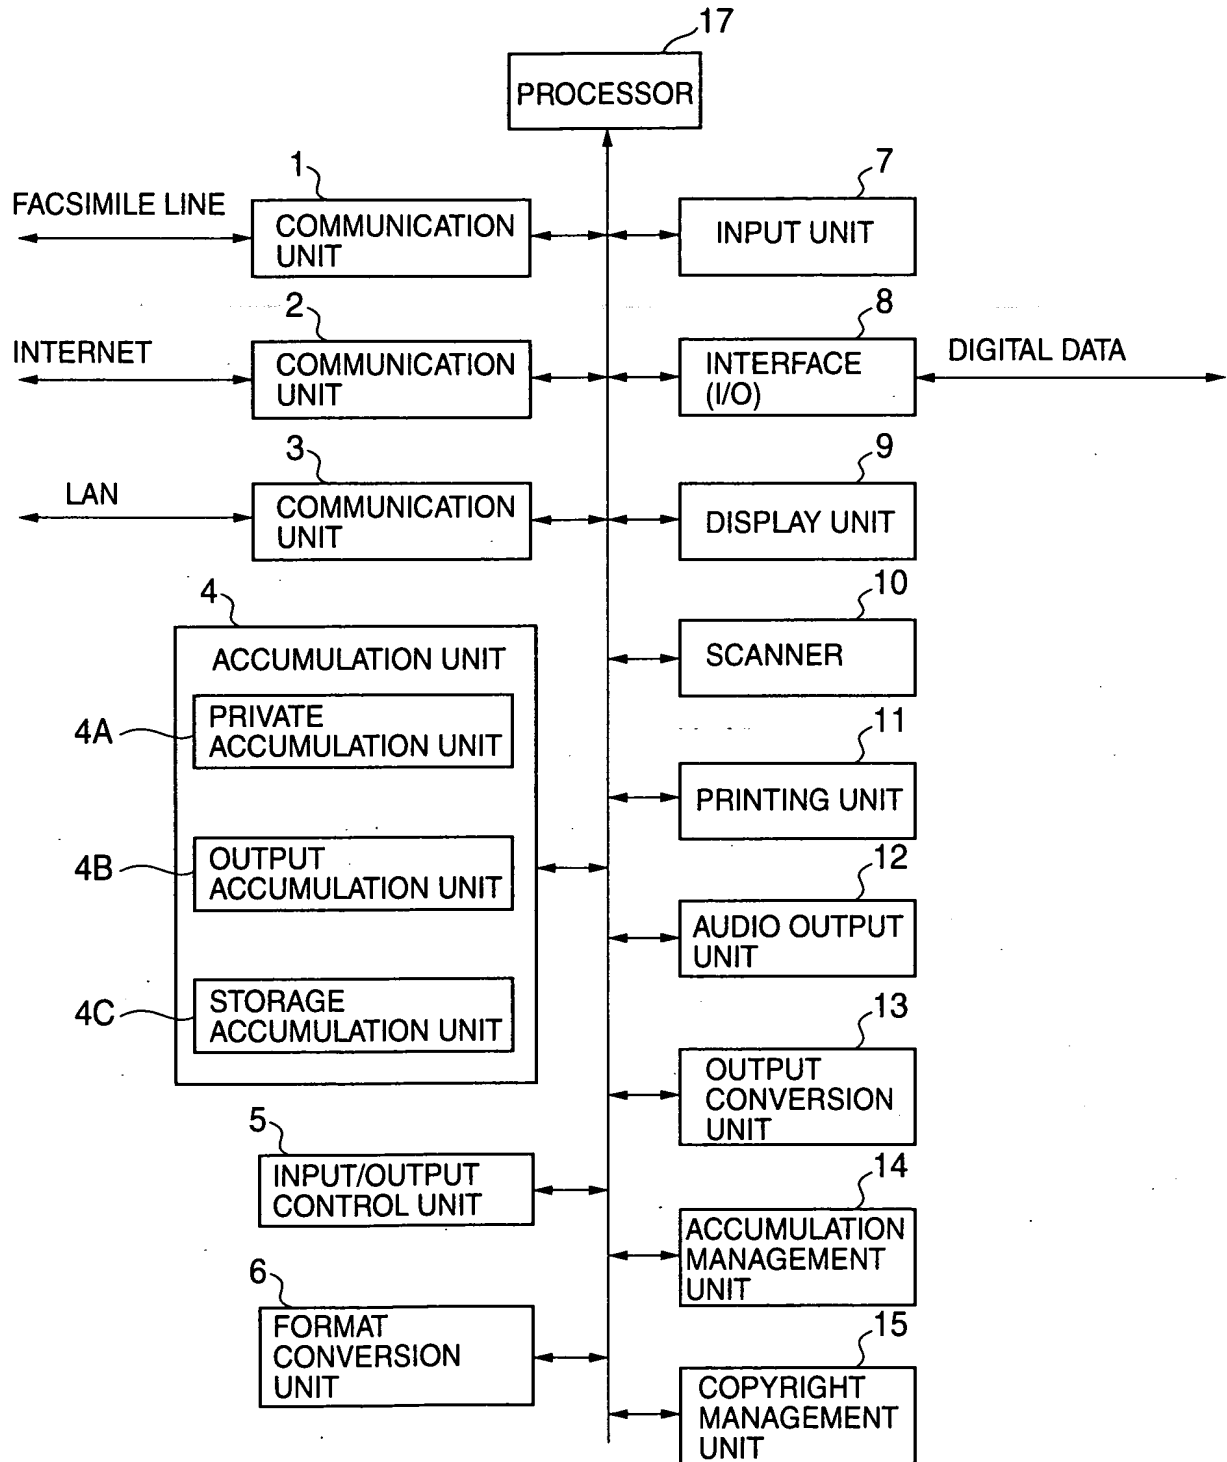 17
PROCESSOR
1
FACSIMILE LINE
COMMUNICATION
UNIT
7
INPUT UNIT
2
INTERNET
COMMUNICATION
UNIT
8
INTERFACE
(I/O)
DIGITAL DATA
3
LAN
COMMUNICATION
UNIT
9
DISPLAY UNIT
4
ACCUMULATION UNIT
4A
PRIVATE
ACCUMULATION UNIT
4B
OUTPUT
ACCUMULATION UNIT
4C
STORAGE
ACCUMULATION UNIT
10
SCANNER
11
PRINTING UNIT
12
AUDIO OUTPUT
UNIT
13
OUTPUT
CONVERSION
UNIT
5
INPUT/OUTPUT
CONTROL UNIT
14
ACCUMULATION
MANAGEMENT
UNIT
6
FORMAT
CONVERSION
UNIT
15
COPYRIGHT
MANAGEMENT
UNIT